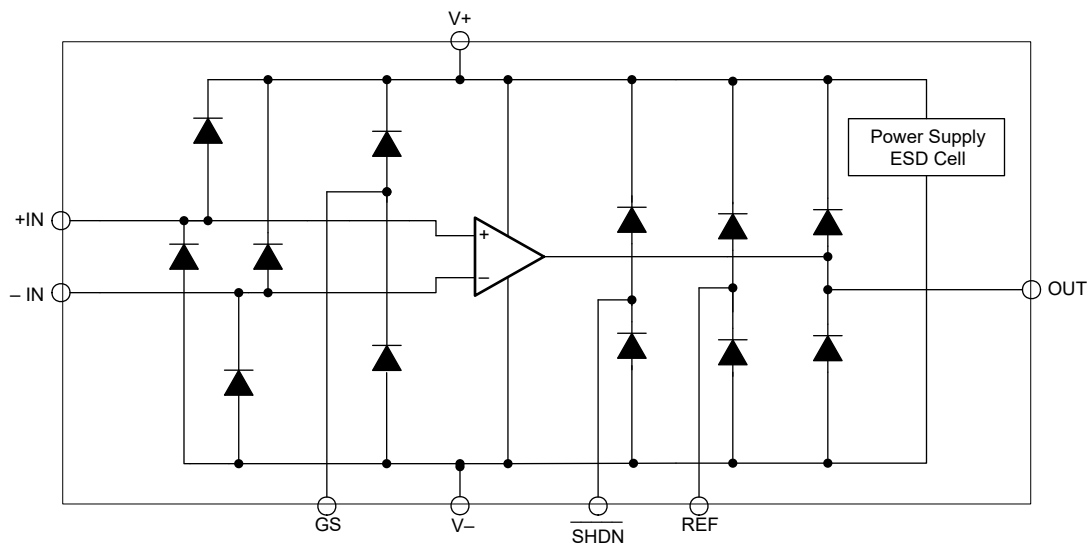 V+
Power Supply
ESD Cell
+IN
+
–
– IN
OUT
GS
V–
SHDN
REF